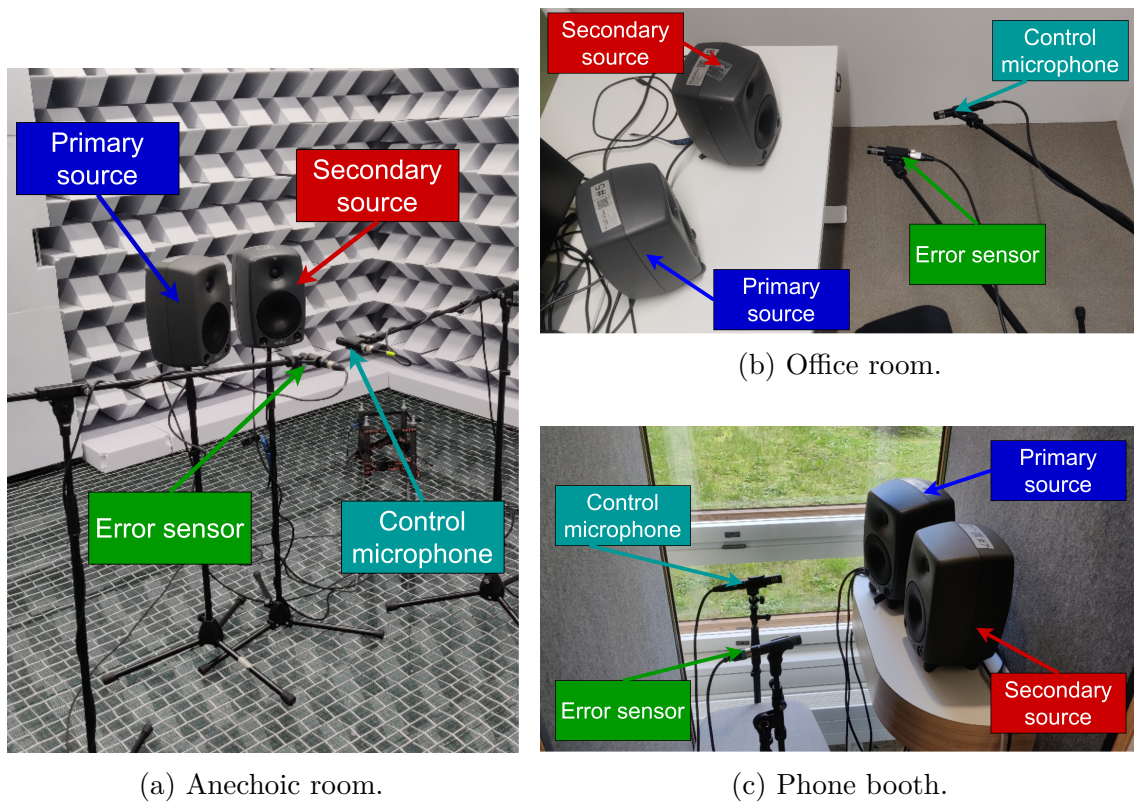 Primary
source
Secondary
source
Error sensor
Control
microphone
(a) Anechoic room.
Secondary
source
Control
microphone
Error sensor
Primary
source
(b) Office room.
Primary
source
Control
microphone
Error sensor
Secondary
source
(c) Phone booth.